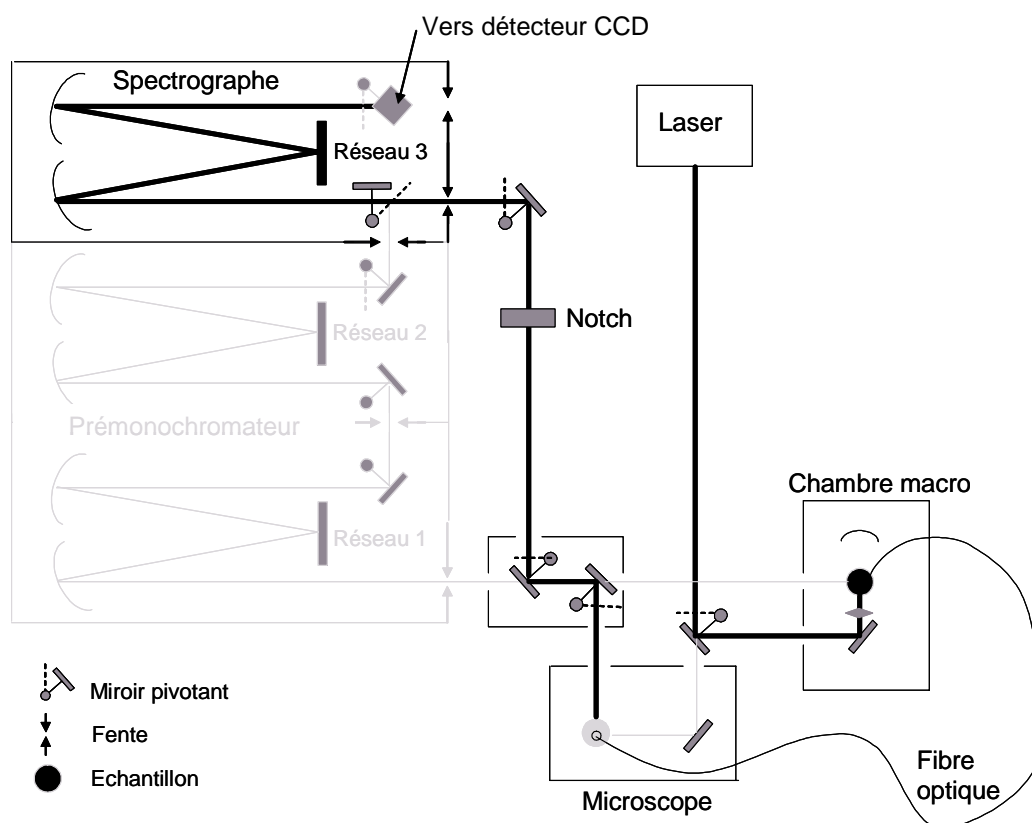 Vers détecteur CCD
Spectrographe
Laser
Réseau 3
Notch
Réseau 2
Prémonochromateur
Chambre macro
Réseau 1
Miroir pivotant
Fente
Echantillon
Fibre
optique
Microscope